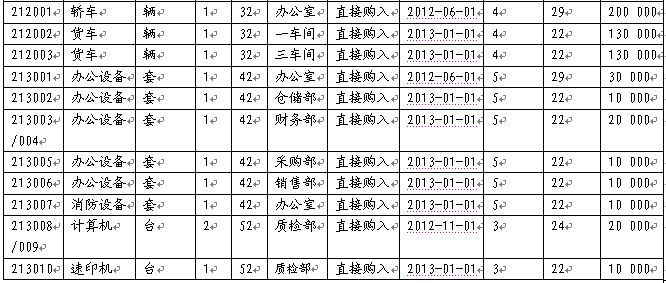 212001 轿车 辆 1 32 办公室 直接购入 2012-06-01 4 29 200 000
212002 货车 辆 1 32 一车间 直接购入 2013-01-01 4 22 130 000
212003 货车 辆 1 32 三车间 直接购入 2013-01-01 4 22 130 000
213001 办公设备 套 1 42 办公室 直接购入 2012-06-01 5 29 30 000
213002 办公设备 套 1 42 仓储部 直接购入 2013-01-01 5 22 10 000
213003 办公设备 套 1 42 财务部 直接购入 2013-01-01 5 22 20 000
/004
213005 办公设备 套 1 42 采购部 直接购入 2013-01-01 5 22 10 000
213006 办公设备 套 1 42 销售部 直接购入 2013-01-01 5 22 10 000
213007 消防设备 套 1 42 办公室 直接购入 2013-01-01 5 22 10 000
213008 计算机 台 2 52 质检部 直接购入 2012-11-01 3 24 20 000
/009
213010 速印机 台 1 52 质检部 直接购入 2013-01-01 3 22 10 000